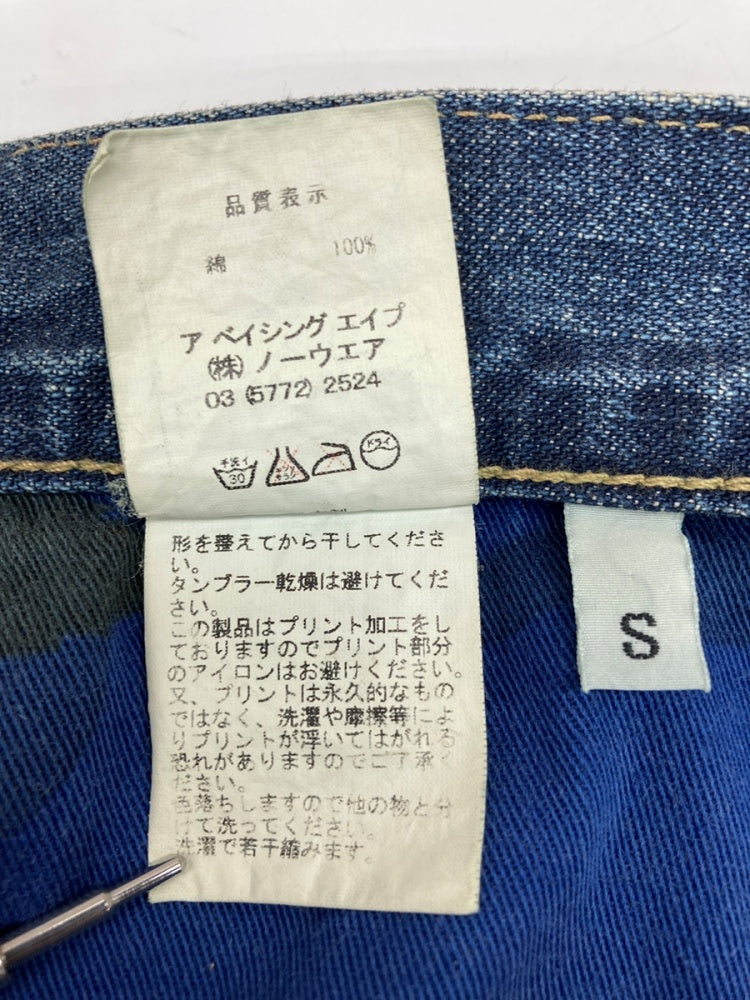 品質表示
綿 100%
ア ベイシング エイプ
㈱ ノーウエア
03 (5772) 2524
手洗イ
30
ドライ
形を整えてから干してくださ
い。
タンブラー乾燥は避けてくだ
さい。
この製品はプリント加工をし
ておりますのでプリント部分
のアイロンはお避けください。
又、プリントは永久的なもの
ではなく、洗濯や摩擦等によ
りプリントが浮いてはがれる
恐れがありますのでご了承く
ださい。
色落ちしますので他の物と分
けて洗ってください。
洗濯で若干縮みます。
S